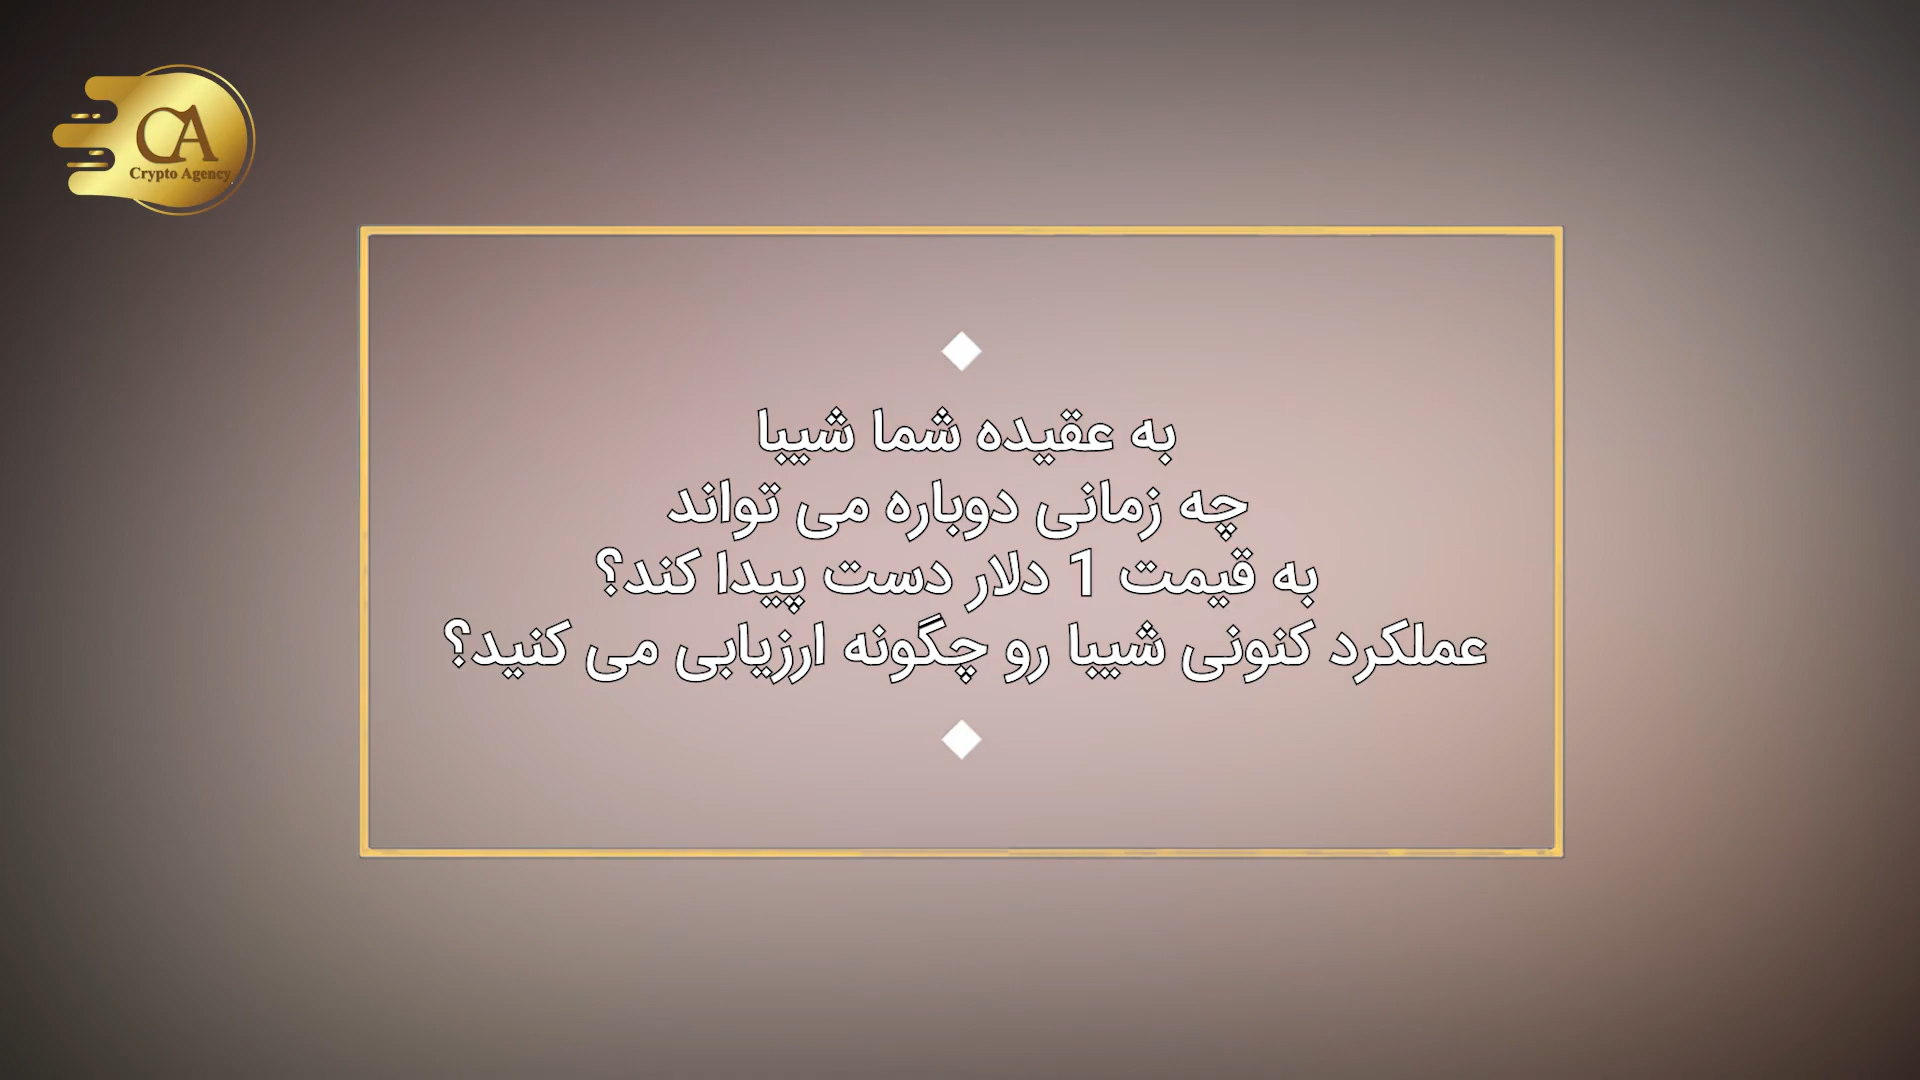 CA
Crypto Agency
به عقیده شما شیبا
چه زمانی دوباره می تواند
به قیمت 1 دلار دست پیدا کند؟
عملکرد کنونی شیبا رو چگونه ارزیابی می کنید؟